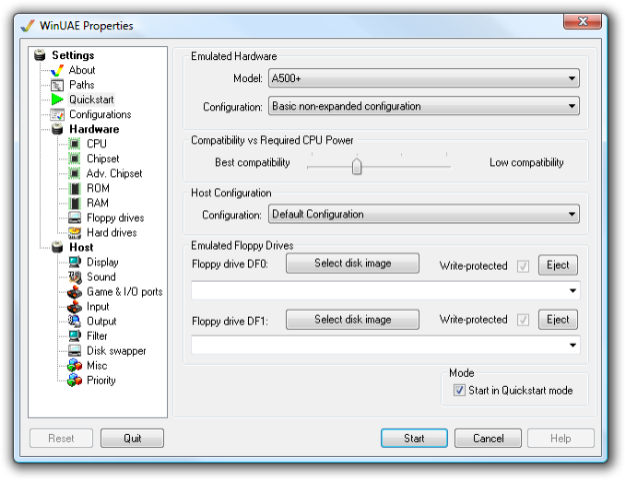 WinUAE Properties
Settings
About
Paths
Quickstart
Configurations
Hardware
CPU
Chipset
Adv. Chipset
ROM
RAM
Floppy drives
Hard drives
Host
Display
Sound
Game & I/O ports
Input
Output
Filter
Disk swapper
Misc
Priority
Emulated Hardware
Model: A500+
Configuration: Basic non-expanded configuration
Compatibility vs Required CPU Power
Best compatibility Low compatibility
Host Configuration
Configuration: Default Configuration
Emulated Floppy Drives
Floppy drive DF0: Select disk image Write-protected Eject
Floppy drive DF1: Select disk image Write-protected Eject
Mode
Start in Quickstart mode
Reset Quit Start Cancel Help